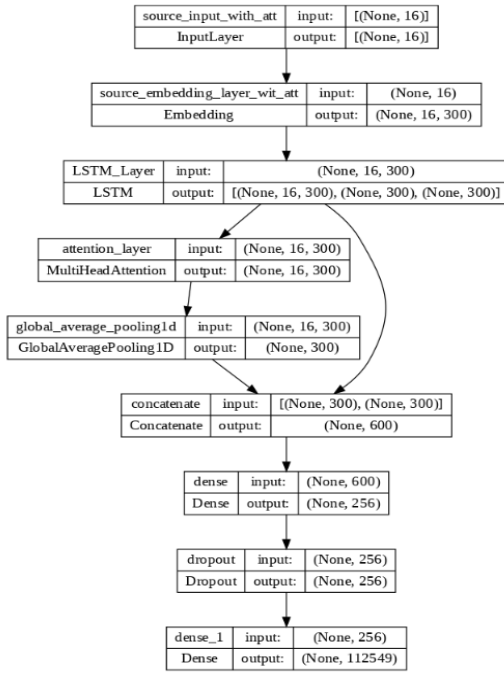 source_input_with_att input: [(None, 16)]
InputLayer output: [(None, 16)]
source_embedding_layer_wit_att input: (None, 16)
Embedding output: (None, 16, 300)
LSTM_Layer input: (None, 16, 300)
LSTM output: [(None, 16, 300), (None, 300), (None, 300)]
attention_layer input: (None, 16, 300)
MultiHeadAttention output: (None, 16, 300)
global_average_pooling1d input: (None, 16, 300)
GlobalAveragePooling1D output: (None, 300)
concatenate input: [(None, 300), (None, 300)]
Concatenate output: (None, 600)
dense input: (None, 600)
Dense output: (None, 256)
dropout input: (None, 256)
Dropout output: (None, 256)
dense_1 input: (None, 256)
Dense output: (None, 112549)